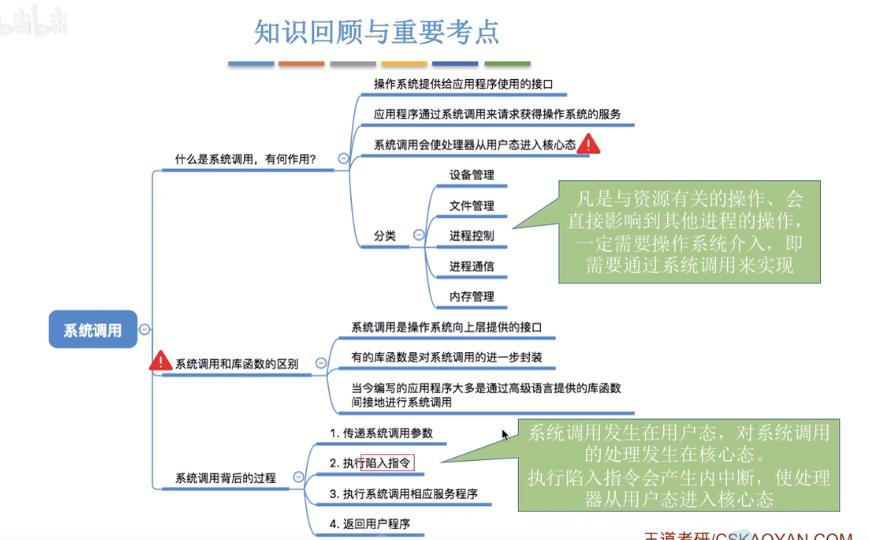 知识回顾与重要考点
操作系统提供给应用程序使用的接口
应用程序通过系统调用来请求获得操作系统的服务
系统调用会使处理器从用户态进入核心态
什么是系统调用，有何作用？
设备管理
文件管理
分类
进程控制
进程通信
内存管理
凡是与资源有关的操作、会
直接影响到其他进程的操作，
一定需要操作系统介入，即
需要通过系统调用来实现
系统调用
系统调用是操作系统向上层提供的接口
系统调用和库函数的区别
有的库函数是对系统调用的进一步封装
当今编写的应用程序大多是通过高级语言提供的库函数
间接地进行系统调用
1. 传递系统调用参数
2. 执行陷入指令
系统调用背后的过程
3. 执行系统调用相应服务程序
4. 返回用户程序
系统调用发生在用户态，对系统调用
的处理发生在核心态。
执行陷入指令会产生内中断，使处理
器从用户态进入核心态
王道考研/CSKAOYAN.COM